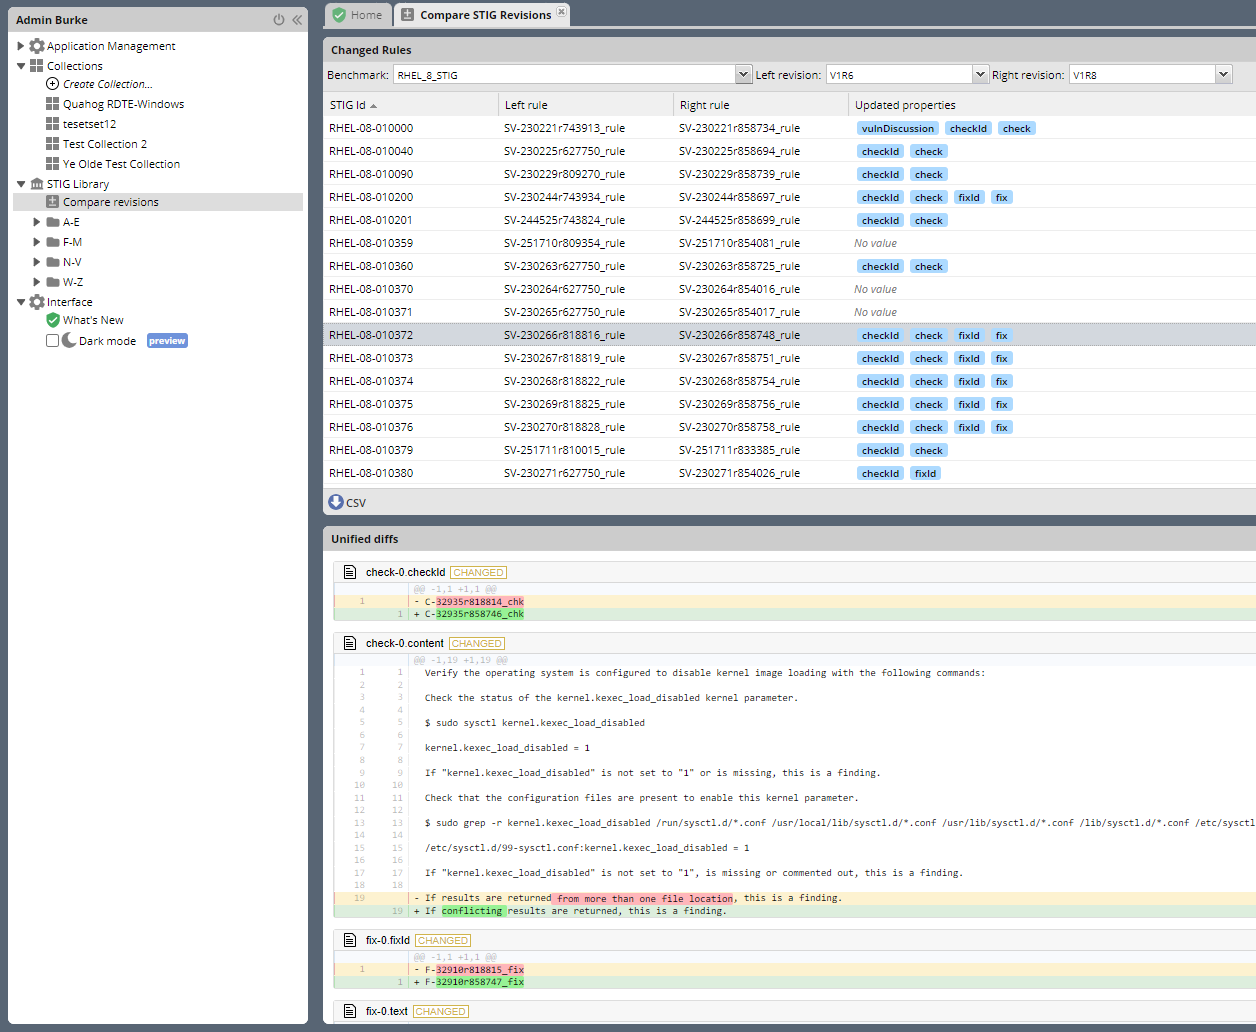 Admin Burke
Application Management
Collections
Create Collection...
Quahog RDTE-Windows
tesetset12
Test Collection 2
Ye Olde Test Collection
STIG Library
Compare revisions
A-E
F-M
N-V
W-Z
Interface
What's New
Dark mode preview
Home Compare STIG Revisions
Changed Rules
Benchmark: RHEL_8_STIG Left revision: V1R6 Right revision: V1R8
STIG Id Left rule Right rule Updated properties
RHEL-08-010000 SV-230221r743913_rule SV-230221r858734_rule vulnDiscussion checkId check
RHEL-08-010040 SV-230225r627750_rule SV-230225r858694_rule checkId check
RHEL-08-010090 SV-230229r809270_rule SV-230229r858739_rule checkId check
RHEL-08-010200 SV-230244r743934_rule SV-230244r858697_rule checkId check fixId fix
RHEL-08-010201 SV-244525r743824_rule SV-244525r858699_rule checkId check
RHEL-08-010359 SV-251710r809354_rule SV-251710r854081_rule No value
RHEL-08-010360 SV-230263r627750_rule SV-230263r858725_rule checkId check
RHEL-08-010370 SV-230264r627750_rule SV-230264r854016_rule No value
RHEL-08-010371 SV-230265r627750_rule SV-230265r854017_rule No value
RHEL-08-010372 SV-230266r818816_rule SV-230266r858748_rule checkId check fixId fix
RHEL-08-010373 SV-230267r818819_rule SV-230267r858751_rule checkId check fixId fix
RHEL-08-010374 SV-230268r818822_rule SV-230268r858754_rule checkId check fixId fix
RHEL-08-010375 SV-230269r818825_rule SV-230269r858756_rule checkId check fixId fix
RHEL-08-010376 SV-230270r818828_rule SV-230270r858758_rule checkId check fixId fix
RHEL-08-010379 SV-251711r810015_rule SV-251711r833385_rule checkId check
RHEL-08-010380 SV-230271r627750_rule SV-230271r854026_rule checkId fixId
CSV
Unified diffs
check-0.checkId CHANGED
@@ -1,1 +1,1 @@
1 - C-32935r818814_chk
1 + C-32935r858746_chk
check-0.content CHANGED
@@ -1,19 +1,19 @@
1 1 Verify the operating system is configured to disable kernel image loading with the following commands:
2 2
3 3 Check the status of the kernel.kexec_load_disabled kernel parameter.
4 4
5 5 $ sudo sysctl kernel.kexec_load_disabled
6 6
7 7 kernel.kexec_load_disabled = 1
8 8
9 9 If "kernel.kexec_load_disabled" is not set to "1" or is missing, this is a finding.
10 10
11 11 Check that the configuration files are present to enable this kernel parameter.
12 12
13 13 $ sudo grep -r kernel.kexec_load_disabled /run/sysctl.d/*.conf /usr/local/lib/sysctl.d/*.conf /usr/lib/sysctl.d/*.conf /lib/sysctl.d/*.conf /etc/sysctl
14 14
15 15 /etc/sysctl.d/99-sysctl.conf:kernel.kexec_load_disabled = 1
16 16
17 17 If "kernel.kexec_load_disabled" is not set to "1", is missing or commented out, this is a finding.
18 18
19 - If results are returned from more than one file location, this is a finding.
19 + If conflicting results are returned, this is a finding.
fix-0.fixId CHANGED
@@ -1,1 +1,1 @@
1 - F-32910r818815_fix
1 + F-32910r858747_fix
fix-0.text CHANGED